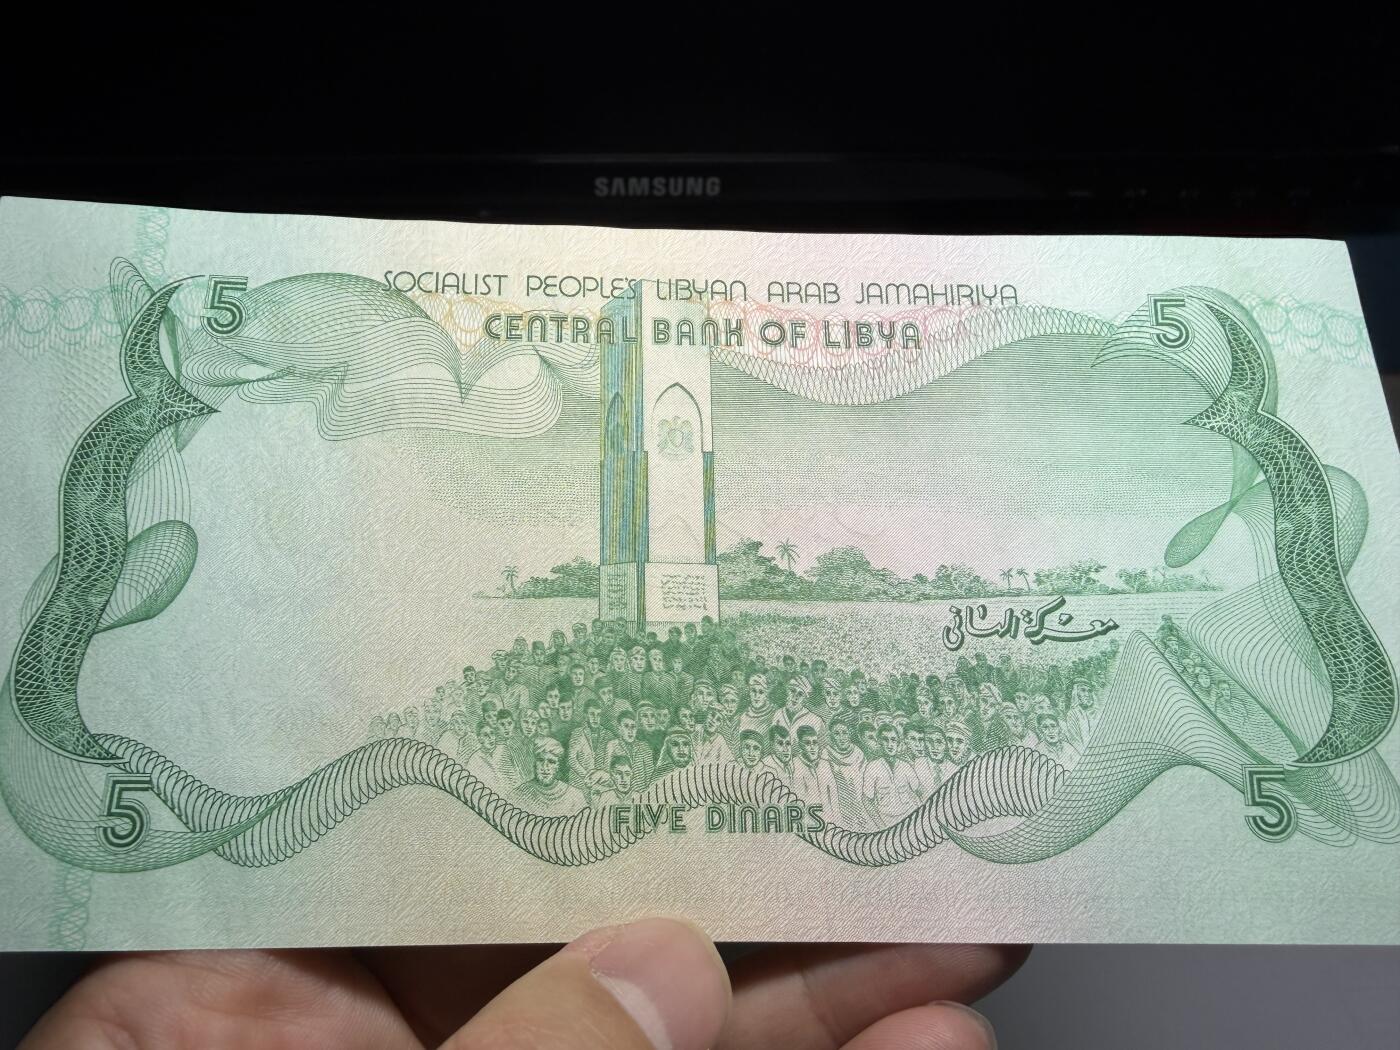 SAMSUNG
5 SOCIALIST PEOPLE'S LIBYAN ARAB JAMAHIRIYA 5
CENTRAL BANK OF LIBYA
معركة الهاني
5 FIVE DINARS 5